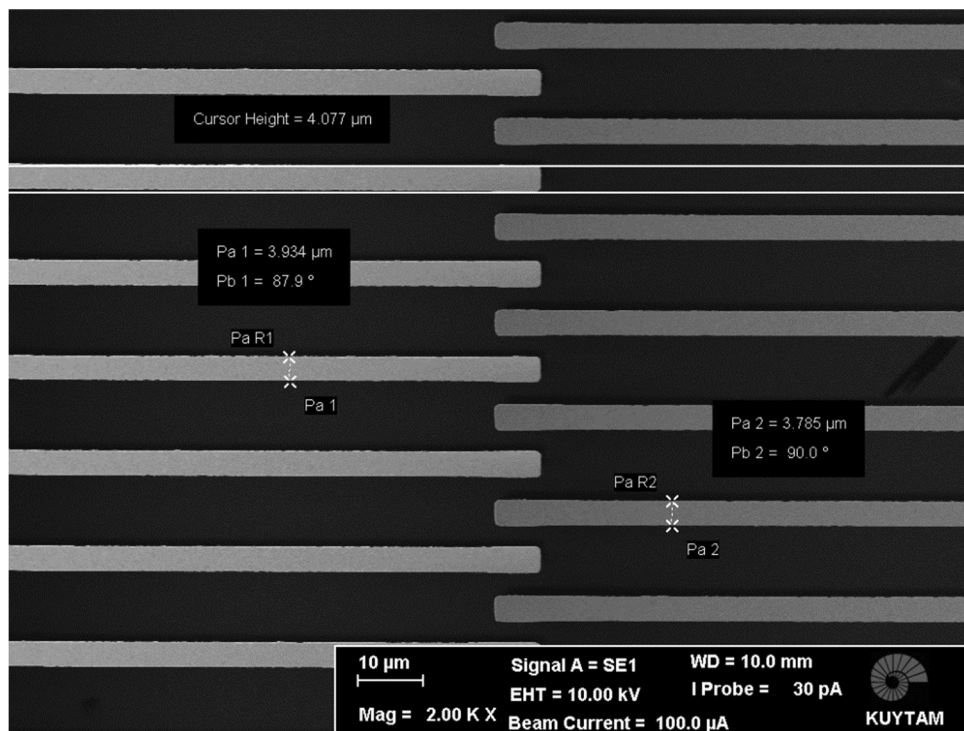 Cursor Height = 4.077 µm
Pa 1 = 3.934 µm
Pb 1 = 87.9 °
Pa R1
Pa 1
Pa 2 = 3.785 µm
Pb 2 = 90.0 °
Pa R2
Pa 2
10 µm
Mag = 2.00 K X
Signal A = SE1
EHT = 10.00 kV
Beam Current = 100.0 µA
WD = 10.0 mm
I Probe = 30 pA
KUYTAM